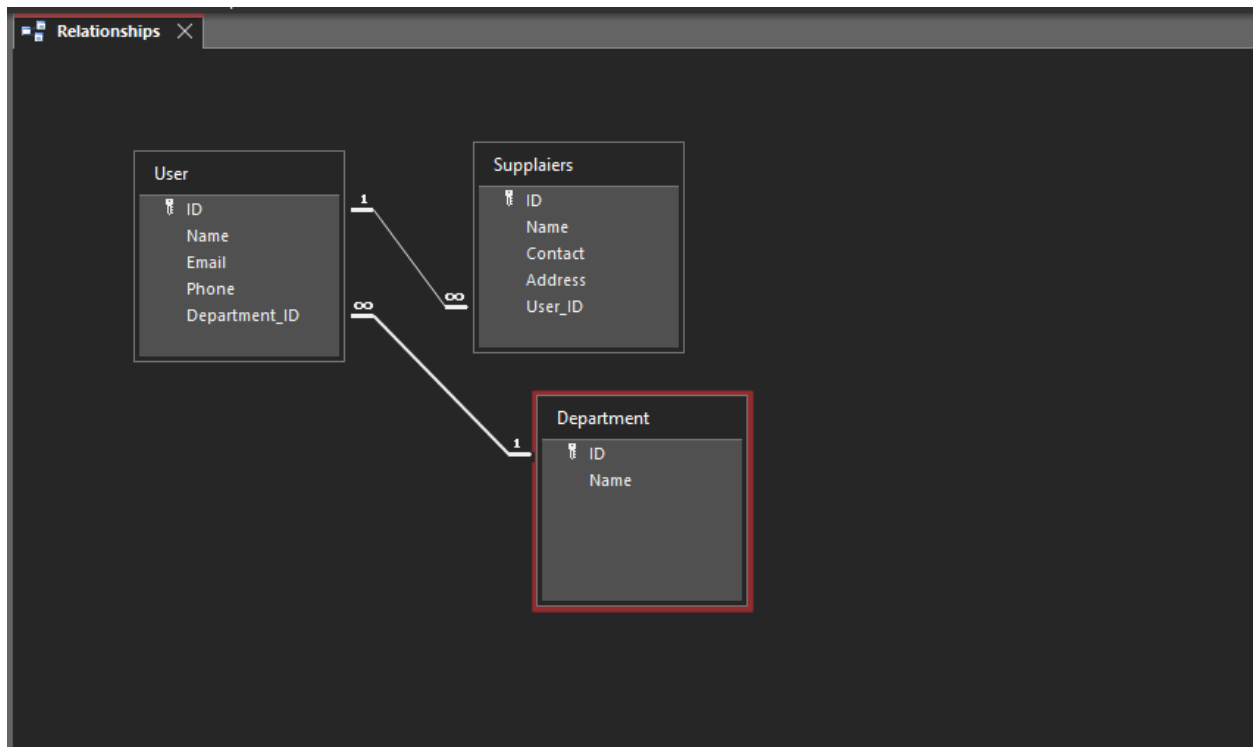 Relationships
User
ID
Name
Email
Phone
Department_ID
1
∞
Supplaiers
ID
Name
Contact
Address
User_ID
∞
Department
1
ID
Name